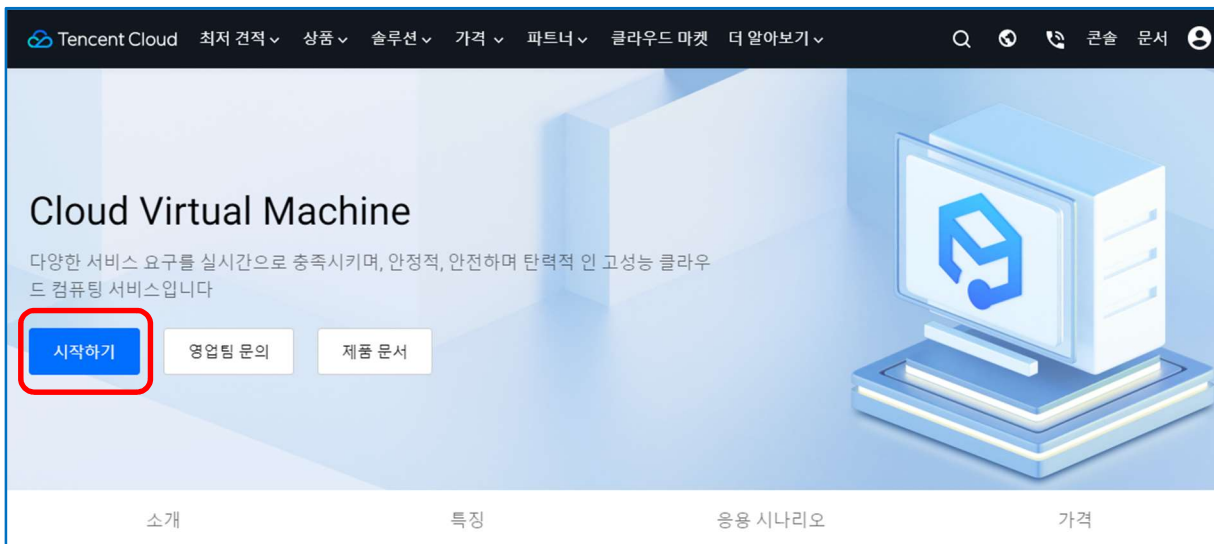 Tencent Cloud 최저 견적 상품 솔루션 가격 파트너 클라우드 마켓 더 알아보기 콘솔 문서
Cloud Virtual Machine
다양한 서비스 요구를 실시간으로 충족시키며, 안정적, 안전하며 탄력적 인 고성능 클라우
드 컴퓨팅 서비스입니다
시작하기 영업팀 문의 제품 문서
소개 특징 응용 시나리오 가격